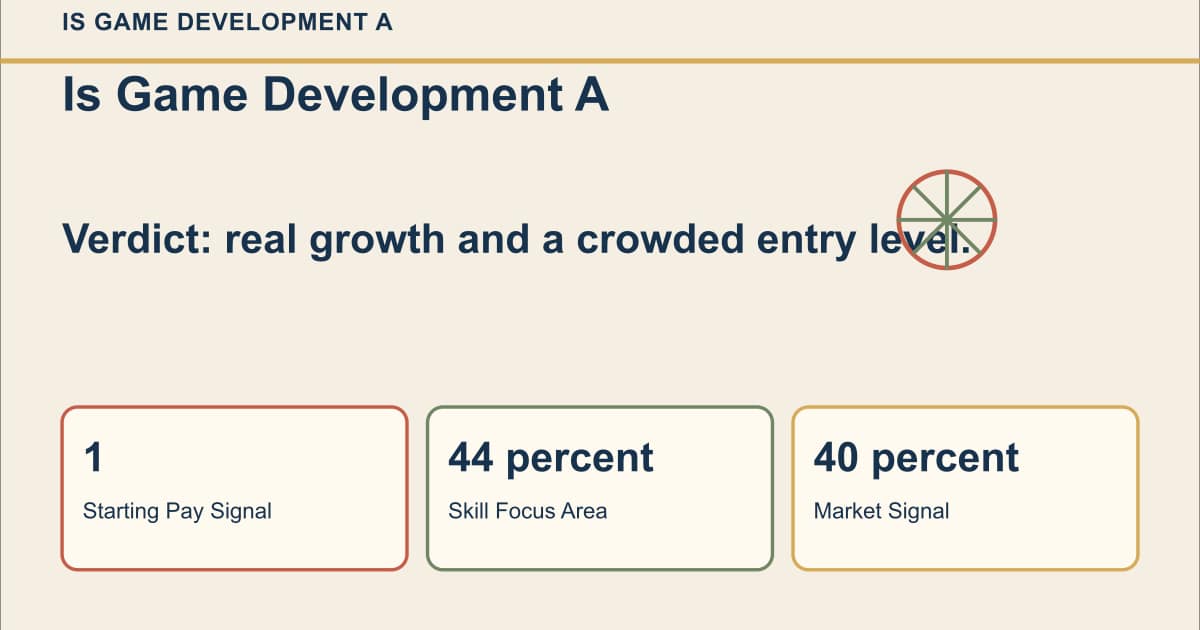 IS GAME DEVELOPMENT A
Is Game Development A
Verdict: real growth and a crowded entry level.
1
Starting Pay Signal
44 percent
Skill Focus Area
40 percent
Market Signal